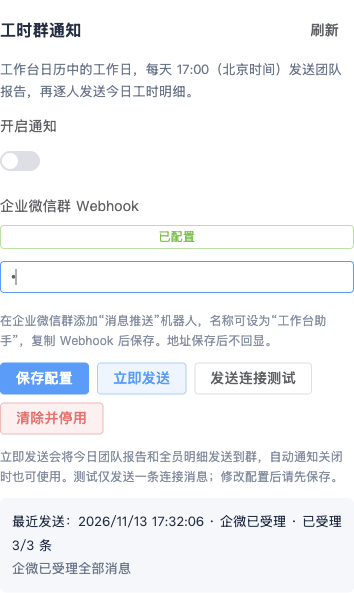 工时群通知 刷新
工作台日历中的工作日，每天 17:00（北京时间）发送团队
报告，再逐人发送今日工时明细。
开启通知
企业微信群 Webhook
已配置
•
在企业微信群添加“消息推送”机器人，名称可设为“工作台助
手”，复制 Webhook 后保存。地址保存后不回显。
保存配置 立即发送 发送连接测试
清除并停用
立即发送会将今日团队报告和全员明细发送到群，自动通知关闭
时也可使用。测试仅发送一条连接消息；修改配置后请先保存。
最近发送：2026/11/13 17:32:06 · 企微已受理 · 已受理
3/3 条
企微已受理全部消息